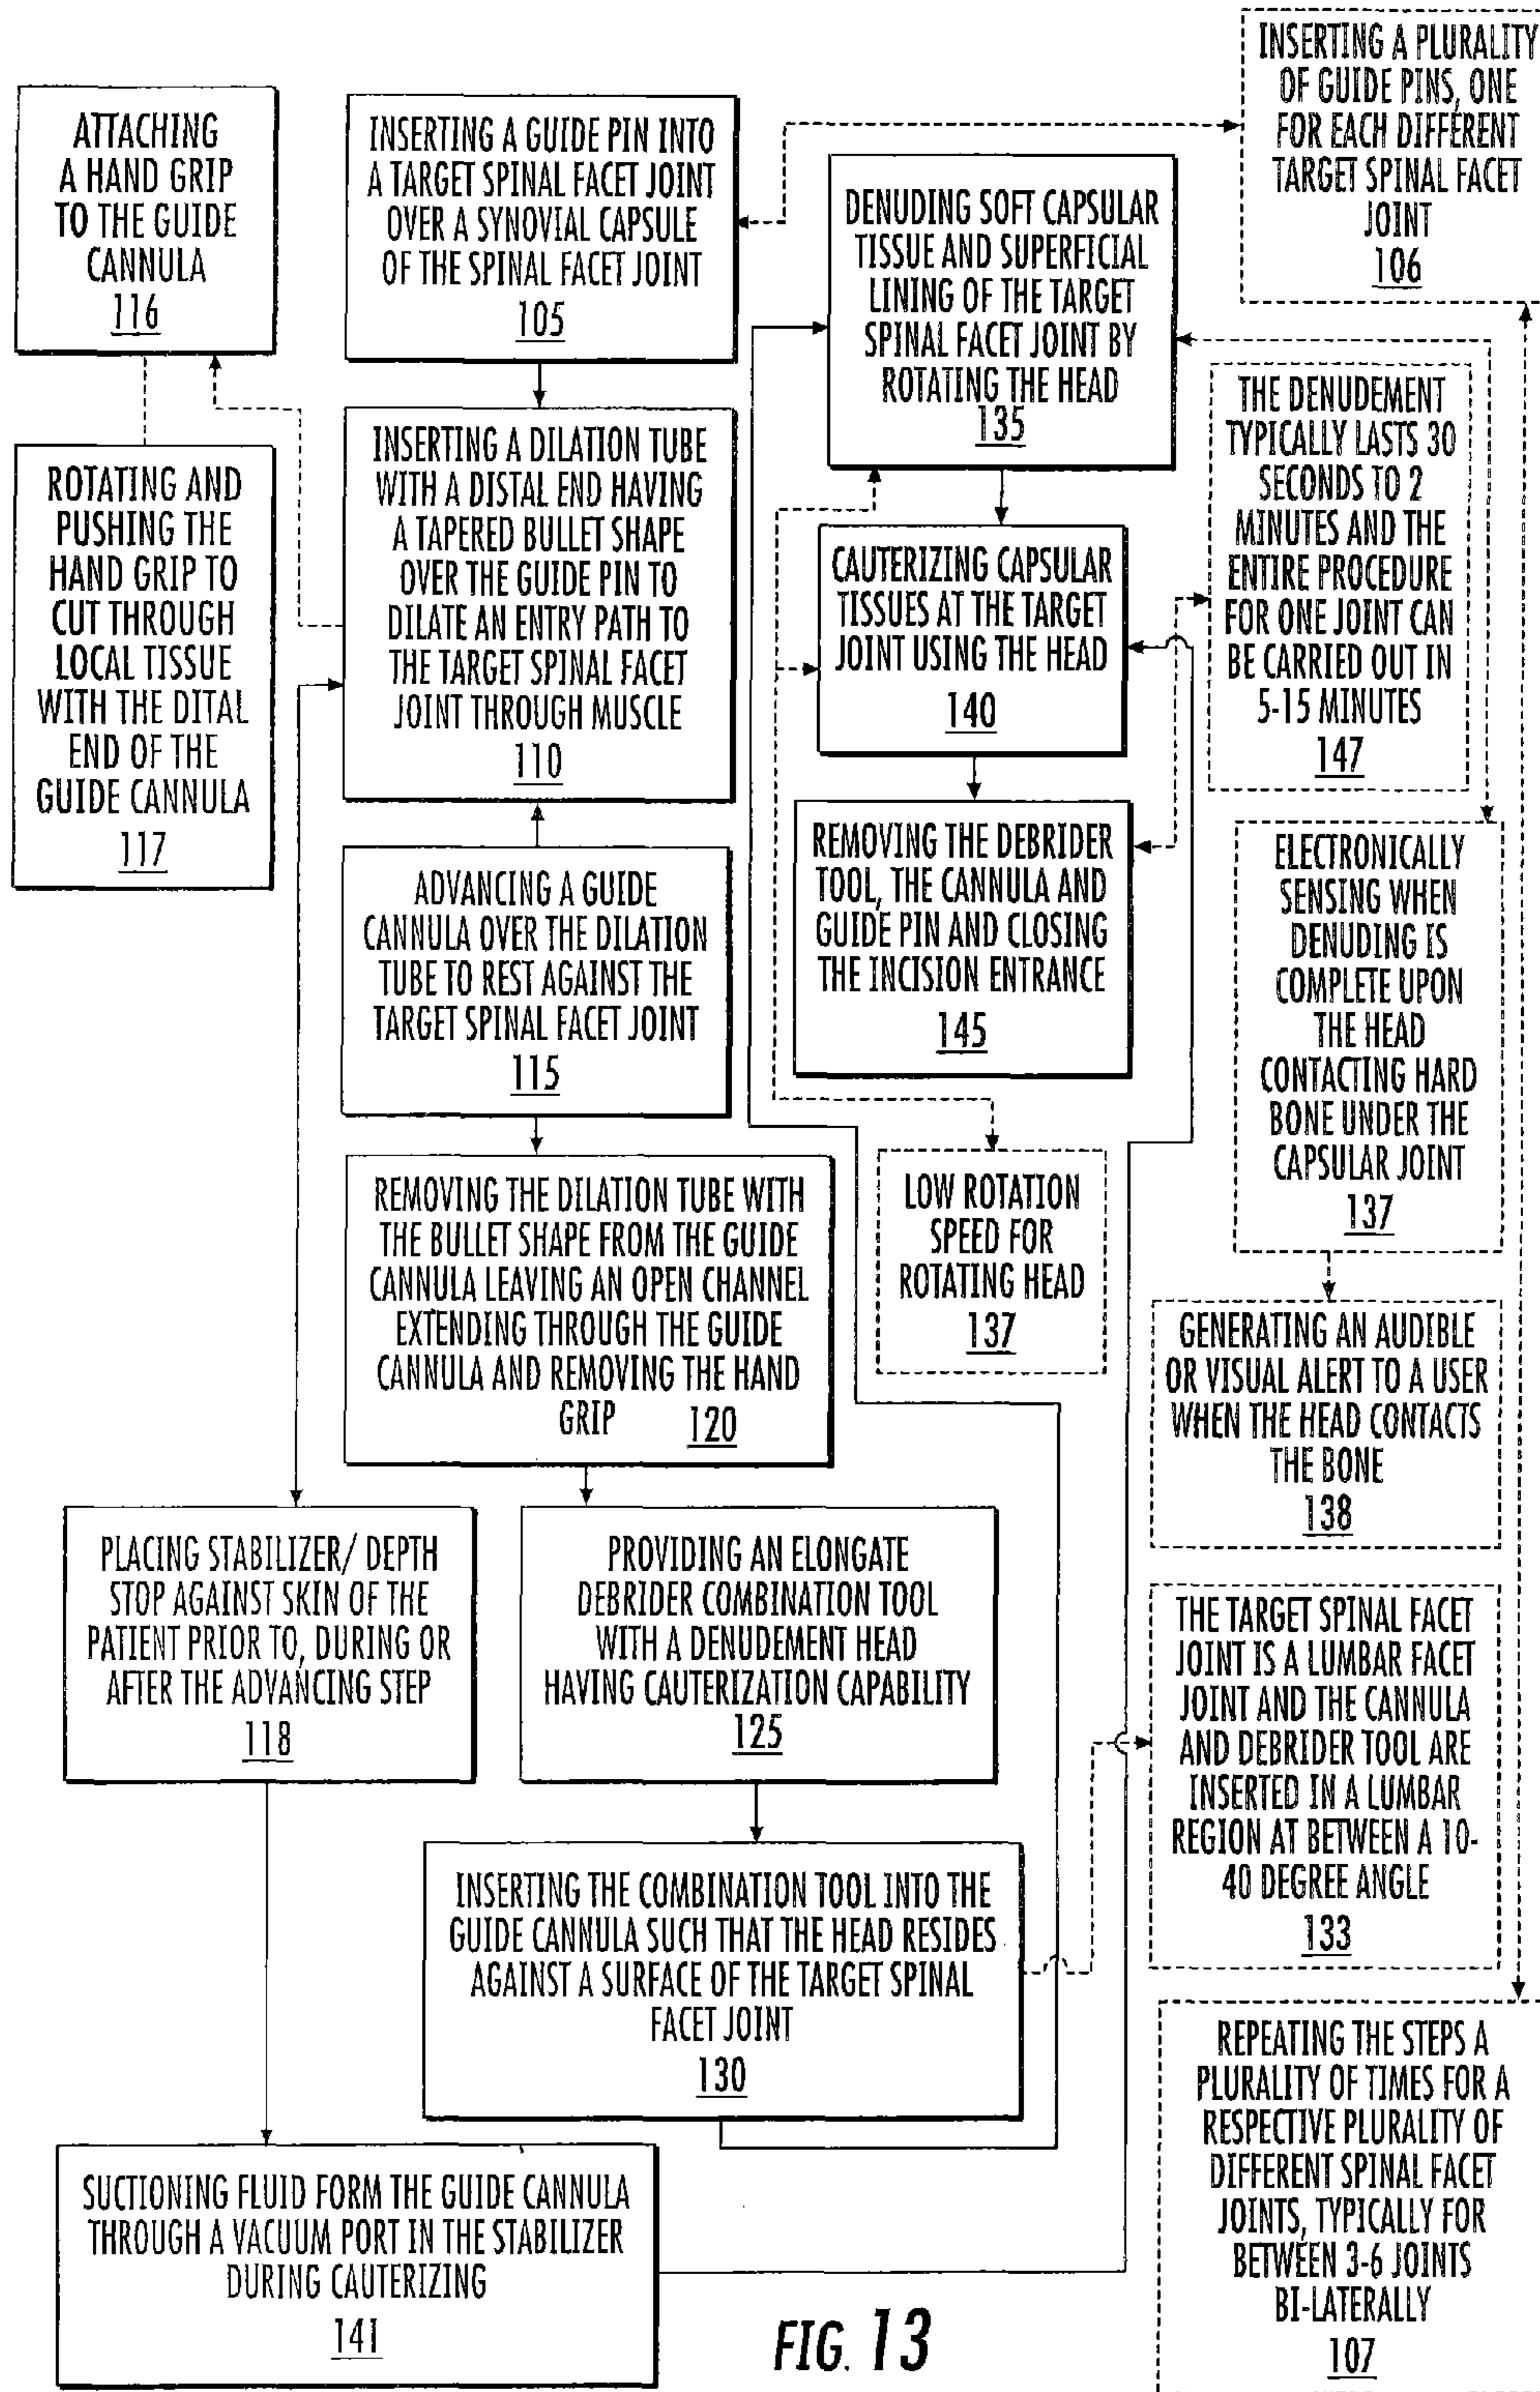 ATTACHING
A HAND GRIP
TO THE GUIDE
CANNULA
116
ROTATING AND
PUSHING THE
HAND GRIP TO
CUT THROUGH
LOCAL TISSUE
WITH THE DITAL
END OF THE
GUIDE CANNULA
117
INSERTING A GUIDE PIN INTO
A TARGET SPINAL FACET JOINT
OVER A SYNOVIAL CAPSULE
OF THE SPINAL FACET JOINT
105
INSERTING A DILATION TUBE
WITH A DISTAL END HAVING
A TAPERED BULLET SHAPE
OVER THE GUIDE PIN TO
DILATE AN ENTRY PATH TO
THE TARGET SPINAL FACET
JOINT THROUGH MUSCLE
110
ADVANCING A GUIDE
CANNULA OVER THE DILATION
TUBE TO REST AGAINST THE
TARGET SPINAL FACET JOINT
115
REMOVING THE DILATION TUBE WITH
THE BULLET SHAPE FROM THE GUIDE
CANNULA LEAVING AN OPEN CHANNEL
EXTENDING THROUGH THE GUIDE
CANNULA AND REMOVING THE HAND
GRIP 120
PLACING STABILIZER/ DEPTH
STOP AGAINST SKIN OF THE
PATIENT PRIOR TO, DURING OR
AFTER THE ADVANCING STEP
118
PROVIDING AN ELONGATE
DEBRIDER COMBINATION TOOL
WITH A DENUDEMENT HEAD
HAVING CAUTERIZATION CAPABILITY
125
INSERTING THE COMBINATION TOOL INTO THE
GUIDE CANNULA SUCH THAT THE HEAD RESIDES
AGAINST A SURFACE OF THE TARGET SPINAL
FACET JOINT
130
SUCTIONING FLUID FORM THE GUIDE CANNULA
THROUGH A VACUUM PORT IN THE STABILIZER
DURING CAUTERIZING
141
DENUDING SOFT CAPSULAR
TISSUE AND SUPERFICIAL
LINING OF THE TARGET
SPINAL FACET JOINT BY
ROTATING THE HEAD
135
CAUTERIZING CAPSULAR
TISSUES AT THE TARGET
JOINT USING THE HEAD
140
REMOVING THE DEBRIDER
TOOL, THE CANNULA AND
GUIDE PIN AND CLOSING
THE INCISION ENTRANCE
145
LOW ROTATION
SPEED FOR
ROTATING HEAD
137
INSERTING A PLURALITY
OF GUIDE PINS, ONE
FOR EACH DIFFERENT
TARGET SPINAL FACET
JOINT
106
THE DENUDEMENT
TYPICALLY LASTS 30
SECONDS TO 2
MINUTES AND THE
ENTIRE PROCEDURE
FOR ONE JOINT CAN
BE CARRIED OUT IN
5-15 MINUTES
147
ELECTRONICALLY
SENSING WHEN
DENUDING IS
COMPLETE UPON
THE HEAD
CONTACTING HARD
BONE UNDER THE
CAPSULAR JOINT
137
GENERATING AN AUDIBLE
OR VISUAL ALERT TO A USER
WHEN THE HEAD CONTACTS
THE BONE
138
THE TARGET SPINAL FACET
JOINT IS A LUMBAR FACET
JOINT AND THE CANNULA
AND DEBRIDER TOOL ARE
INSERTED IN A LUMBAR
REGION AT BETWEEN A 10-
40 DEGREE ANGLE
133
REPEATING THE STEPS A
PLURALITY OF TIMES FOR A
RESPECTIVE PLURALITY OF
DIFFERENT SPINAL FACET
JOINTS, TYPICALLY FOR
BETWEEN 3-6 JOINTS
BI-LATERALLY
107
FIG. 13